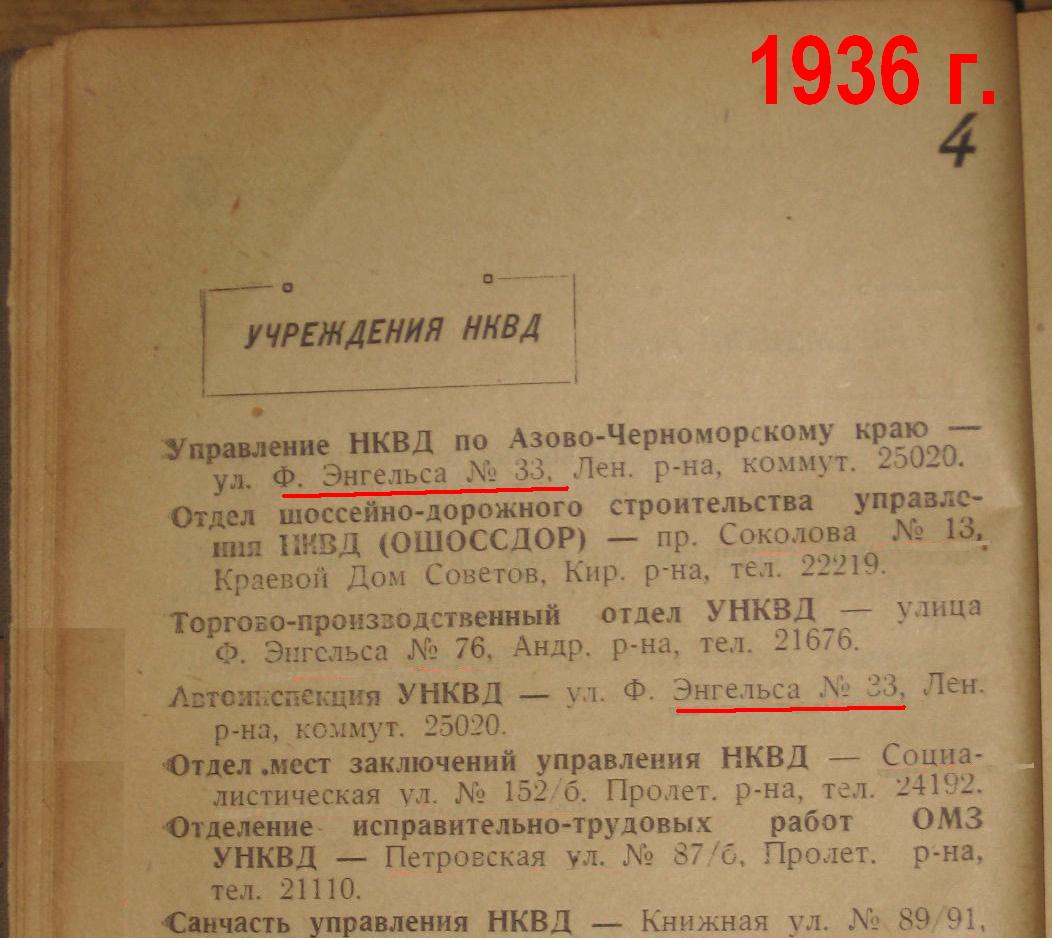 1936 г.
4
УЧРЕЖДЕНИЯ НКВД
Управление НКВД по Азово-Черноморскому краю —
ул. Ф. Энгельса № 33, Лен. р-на, коммут. 25020.
Отдел шоссейно-дорожного строительства управле-
ния НКВД (ОШОССДОР) — пр. Соколова № 13,
Краевой Дом Советов, Кир. р-на, тел. 22219.
Торгово-производственный отдел УНКВД — улица
Ф. Энгельса № 76, Андр. р-на, тел. 21676.
Автоинспекция УНКВД — ул. Ф. Энгельса № 33, Лен.
р-на, коммут. 25020.
Отдел мест заключений управления НКВД — Социа-
листическая ул. № 152/б. Пролет. р-на, тел. 24192.
Отделение исправительно-трудовых работ ОМЗ
УНКВД — Петровская ул. № 87/б, Пролет. р-на,
тел. 21110.
Санчасть управления НКВД — Книжная ул. № 89/91,